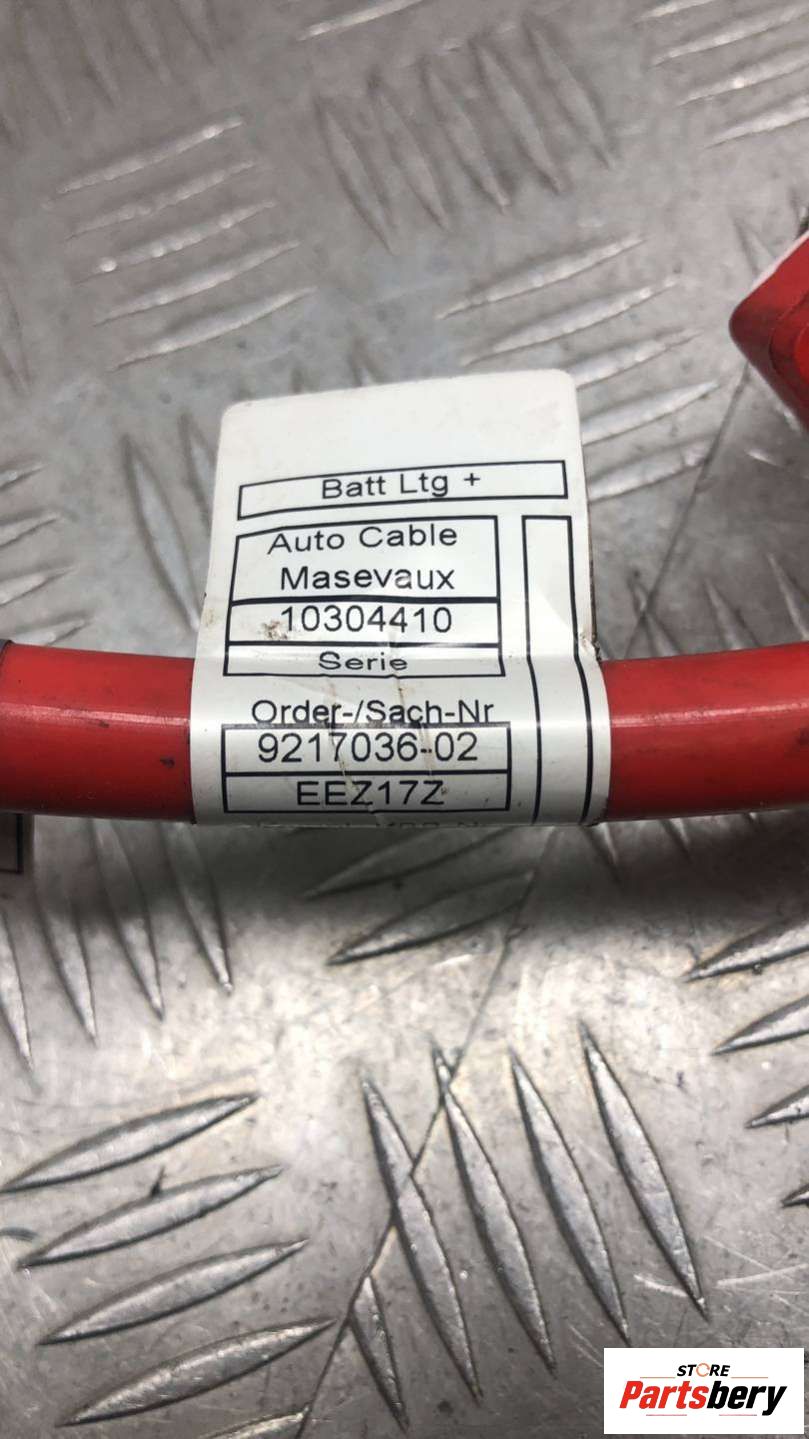 Batt Ltg +
Auto Cable
Masevaux
10304410
Serie
Order-/Sach-Nr
9217036-02
EEZ17Z
STORE
Partsbery